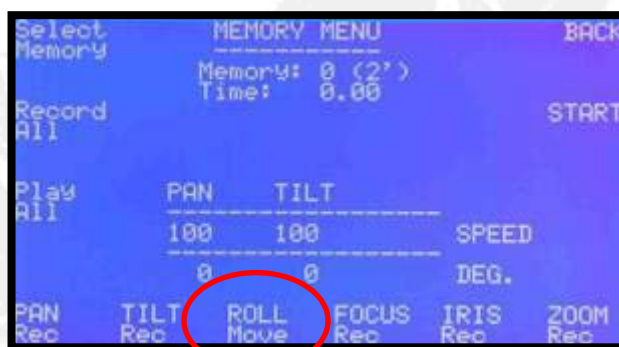 Select MEMORY MENU BACK
Memory
Memory: 0 (2')
Time: 0.00
Record START
All
Play PAN TILT
All
100 100 SPEED
0 0 DEG.
PAN TILT ROLL FOCUS IRIS ZOOM
Rec Rec Move Rec Rec Rec